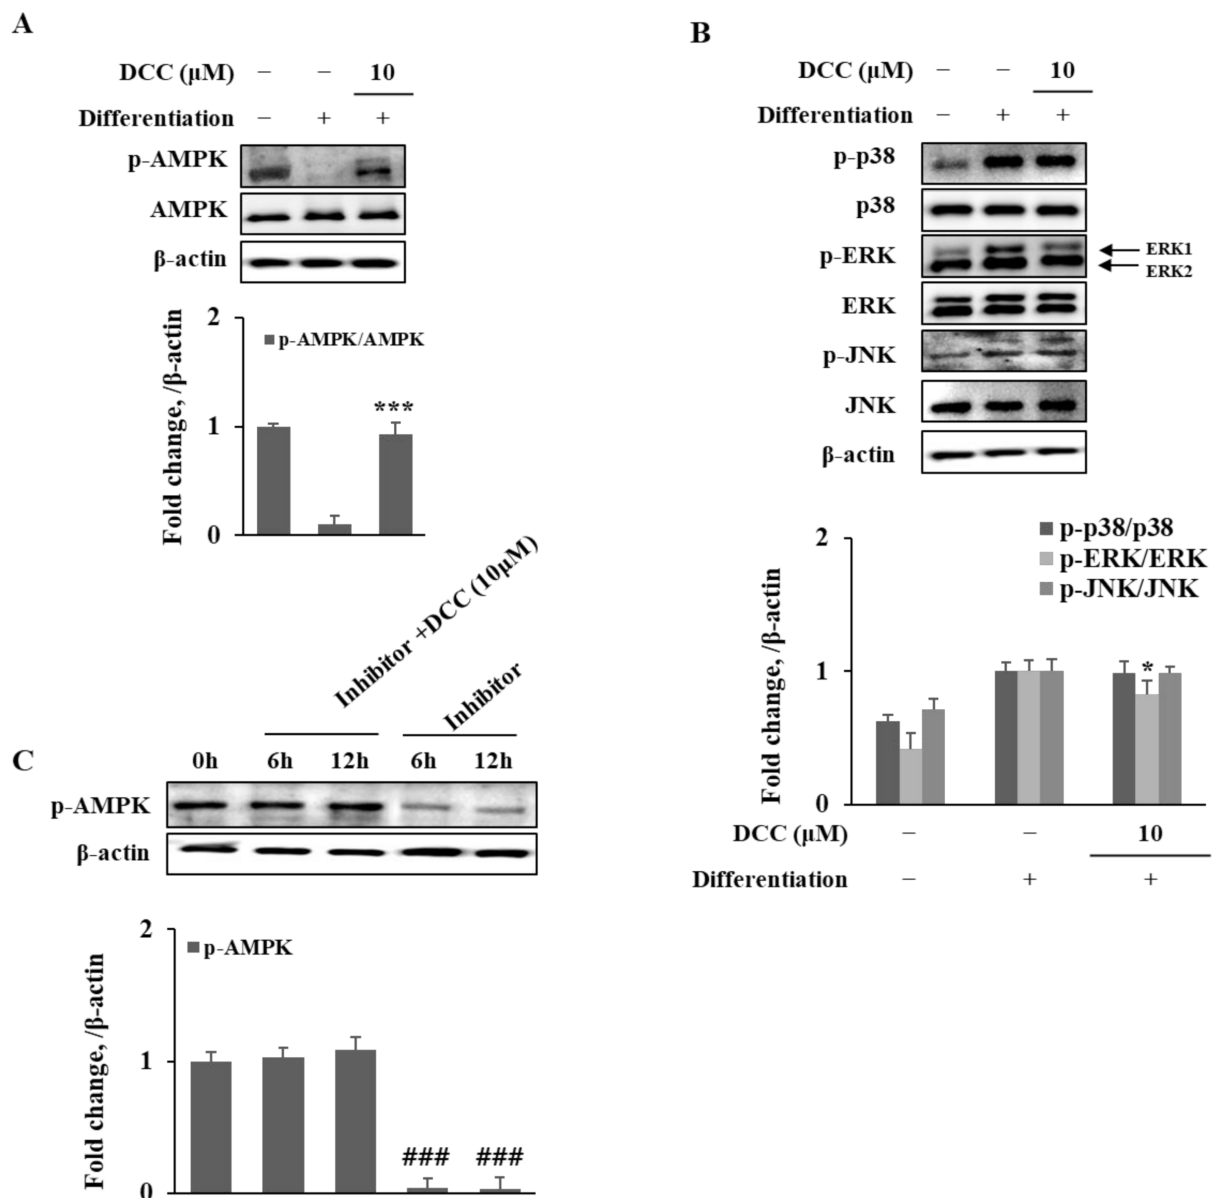 A
DCC (μM) − − 10
Differentiation − + +
p-AMPK
AMPK
β-actin
2
1
0
Fold change, /β-actin
p-AMPK/AMPK
***
B
DCC (μM) − − 10
Differentiation − + +
p-p38
p38
p-ERK
ERK1
ERK2
ERK
p-JNK
JNK
β-actin
2
1
0
Fold change, /β-actin
p-p38/p38
p-ERK/ERK
p-JNK/JNK
*
DCC (μM) − − 10
Differentiation − + +
C
Inhibitor +DCC (10μM)
Inhibitor
0h 6h 12h 6h 12h
p-AMPK
β-actin
2
1
0
Fold change, /β-actin
p-AMPK
### ###